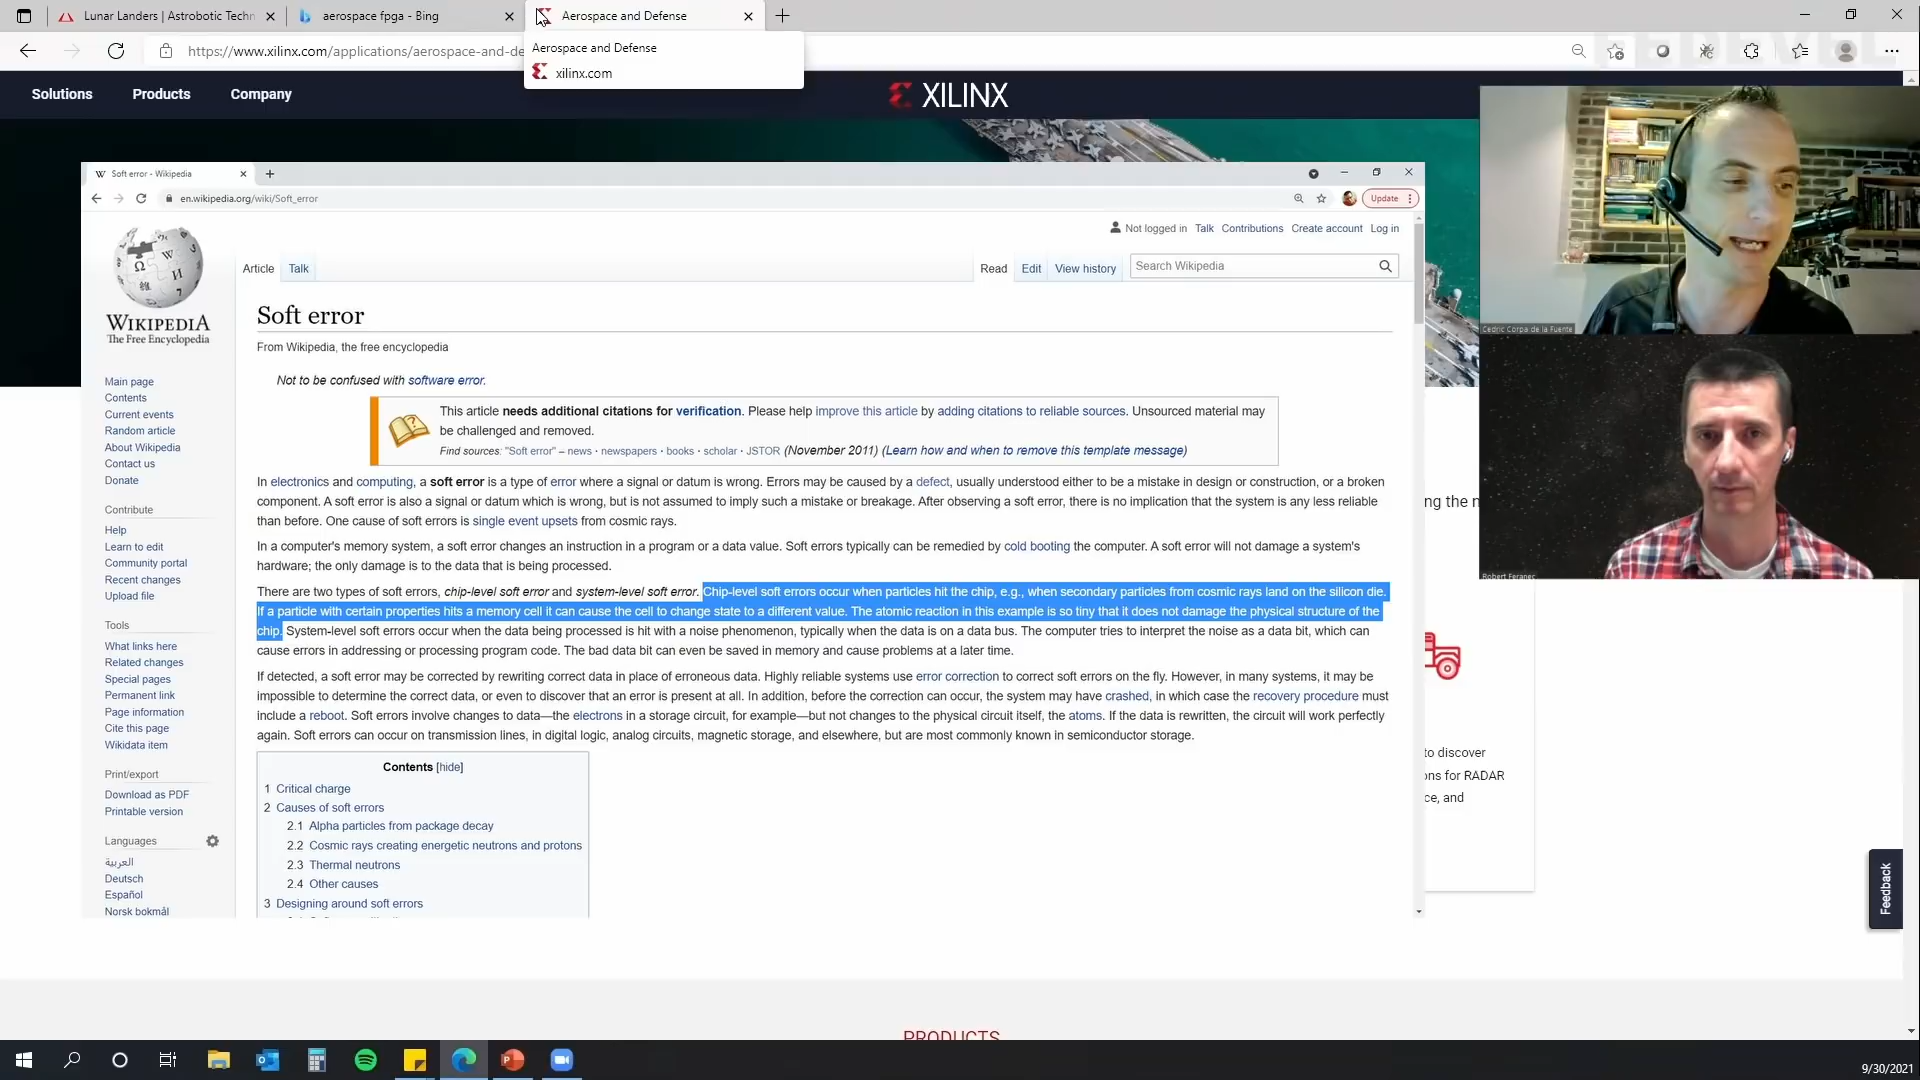 Lunar Landers | Astrobotic Techn
aerospace fpga - Bing
Aerospace and Defense
https://www.xilinx.com/applications/aerospace-and-de
Aerospace and Defense
xilinx.com
FEDEVEL
Solutions
Products
Company
XILINX
Soft error - Wikipedia
en.wikipedia.org/wiki/Soft_error
Update
Not logged in Talk Contributions Create account Log in
Article Talk
Read Edit View history
Search Wikipedia
WIKIPEDIA
The Free Encyclopedia
Main page
Contents
Current events
Random article
About Wikipedia
Contact us
Donate
Contribute
Help
Learn to edit
Community portal
Recent changes
Upload file
Tools
What links here
Related changes
Special pages
Permanent link
Page information
Cite this page
Wikidata item
Print/export
Download as PDF
Printable version
Languages
العربية
Deutsch
Español
Norsk bokmål
Soft error
From Wikipedia, the free encyclopedia
Not to be confused with software error.
This article needs additional citations for verification. Please help improve this article by adding citations to reliable sources. Unsourced material may
be challenged and removed.
Find sources: "Soft error" – news · newspapers · books · scholar · JSTOR (November 2011) (Learn how and when to remove this template message)
In electronics and computing, a soft error is a type of error where a signal or datum is wrong. Errors may be caused by a defect, usually understood either to be a mistake in design or construction, or a broken
component. A soft error is also a signal or datum which is wrong, but is not assumed to imply such a mistake or breakage. After observing a soft error, there is no implication that the system is any less reliable
than before. One cause of soft errors is single event upsets from cosmic rays.
In a computer's memory system, a soft error changes an instruction in a program or a data value. Soft errors typically can be remedied by cold booting the computer. A soft error will not damage a system's
hardware; the only damage is to the data that is being processed.
There are two types of soft errors, chip-level soft error and system-level soft error. Chip-level soft errors occur when particles hit the chip, e.g., when secondary particles from cosmic rays land on the silicon die.
If a particle with certain properties hits a memory cell it can cause the cell to change state to a different value. The atomic reaction in this example is so tiny that it does not damage the physical structure of the
chip. System-level soft errors occur when the data being processed is hit with a noise phenomenon, typically when the data is on a data bus. The computer tries to interpret the noise as a data bit, which can
cause errors in addressing or processing program code. The bad data bit can even be saved in memory and cause problems at a later time.
If detected, a soft error may be corrected by rewriting correct data in place of erroneous data. Highly reliable systems use error correction to correct soft errors on the fly. However, in many systems, it may be
impossible to determine the correct data, or even to discover that an error is present at all. In addition, before the correction can occur, the system may have crashed, in which case the recovery procedure must
include a reboot. Soft errors involve changes to data—the electrons in a storage circuit, for example—but not changes to the physical circuit itself, the atoms. If the data is rewritten, the circuit will work perfectly
again. Soft errors can occur on transmission lines, in digital logic, analog circuits, magnetic storage, and elsewhere, but are most commonly known in semiconductor storage.
Contents [hide]
1 Critical charge
2 Causes of soft errors
2.1 Alpha particles from package decay
2.2 Cosmic rays creating energetic neutrons and protons
2.3 Thermal neutrons
2.4 Other causes
3 Designing around soft errors
Cedric Corpa de la Fuente
Robert Feranec
ing the n
to discover
ons for RADAR
ce, and
Feedback
PRODUCTS
9/30/2021